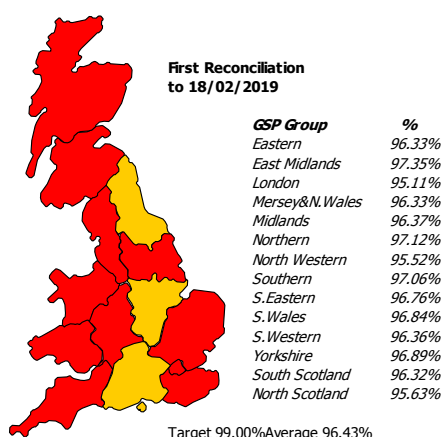 First Reconciliation
to 18/02/2019
GSP Group %
Eastern 96.33%
East Midlands 97.35%
London 95.11%
Mersey&N.Wales 96.33%
Midlands 96.37%
Northern 97.12%
North Western 95.52%
Southern 97.06%
S.Eastern 96.76%
S.Wales 96.84%
S.Western 96.36%
Yorkshire 96.89%
South Scotland 96.32%
North Scotland 95.63%
Target 99.00%Average 96.43%